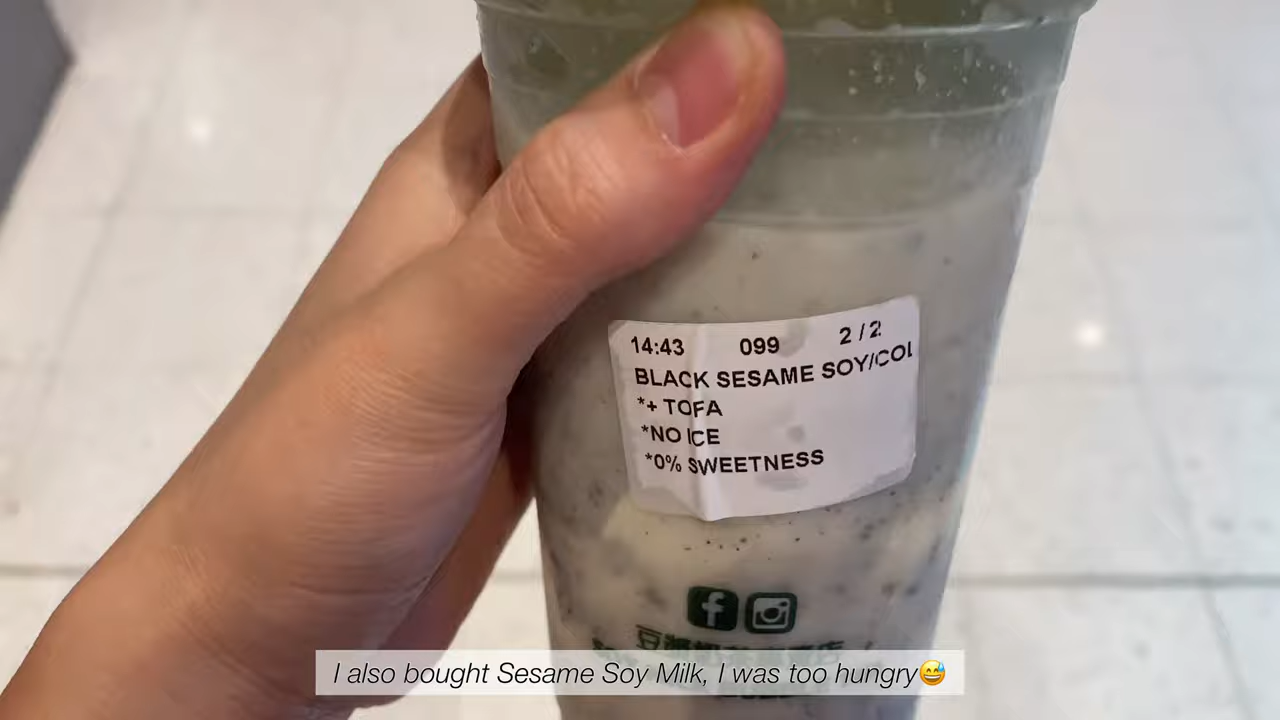 14:43 099 2/2
BLACK SESAME SOY/COL
*+ TOFA
*NO ICE
*0% SWEETNESS
I also bought Sesame Soy Milk, I was too hungry😅